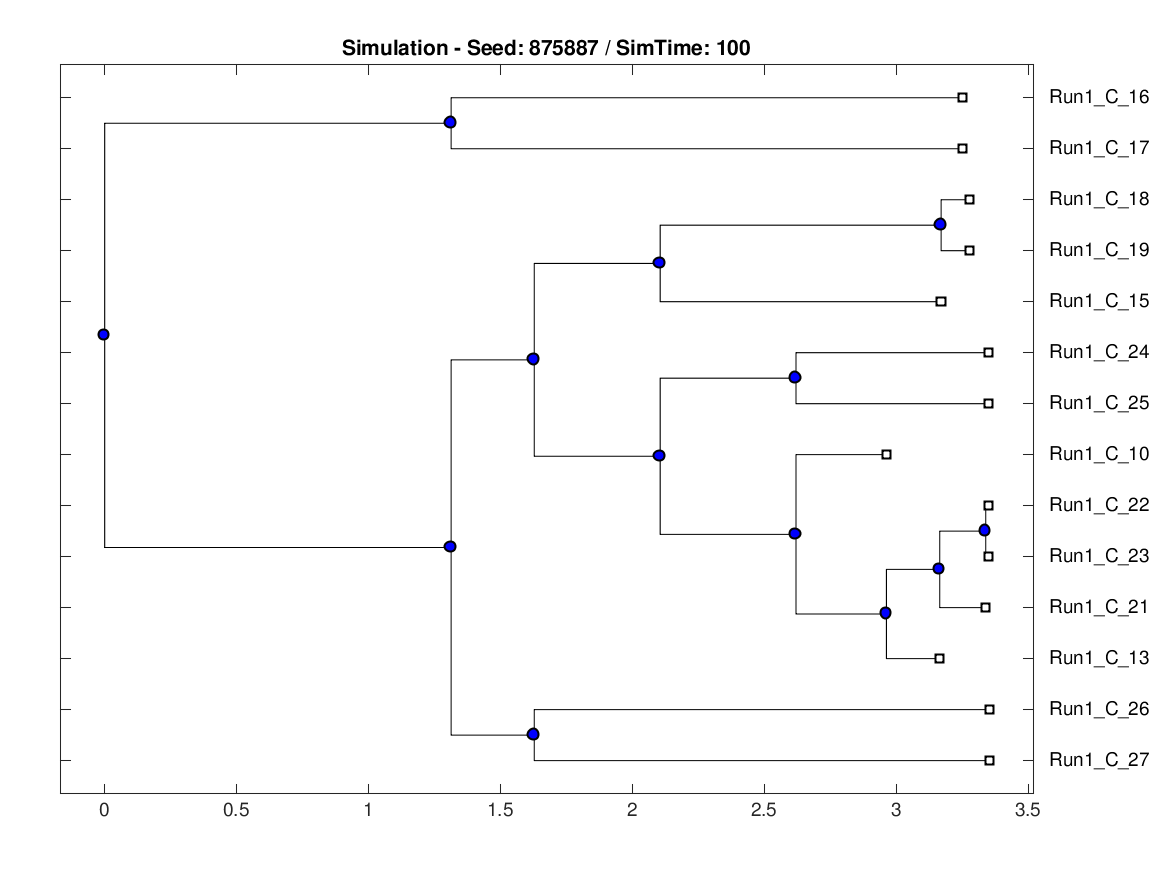 Simulation - Seed: 875887 / SimTime: 100
Run1_C_16
Run1_C_17
Run1_C_18
Run1_C_19
Run1_C_15
Run1_C_24
Run1_C_25
Run1_C_10
Run1_C_22
Run1_C_23
Run1_C_21
Run1_C_13
Run1_C_26
Run1_C_27
0 0.5 1 1.5 2 2.5 3 3.5